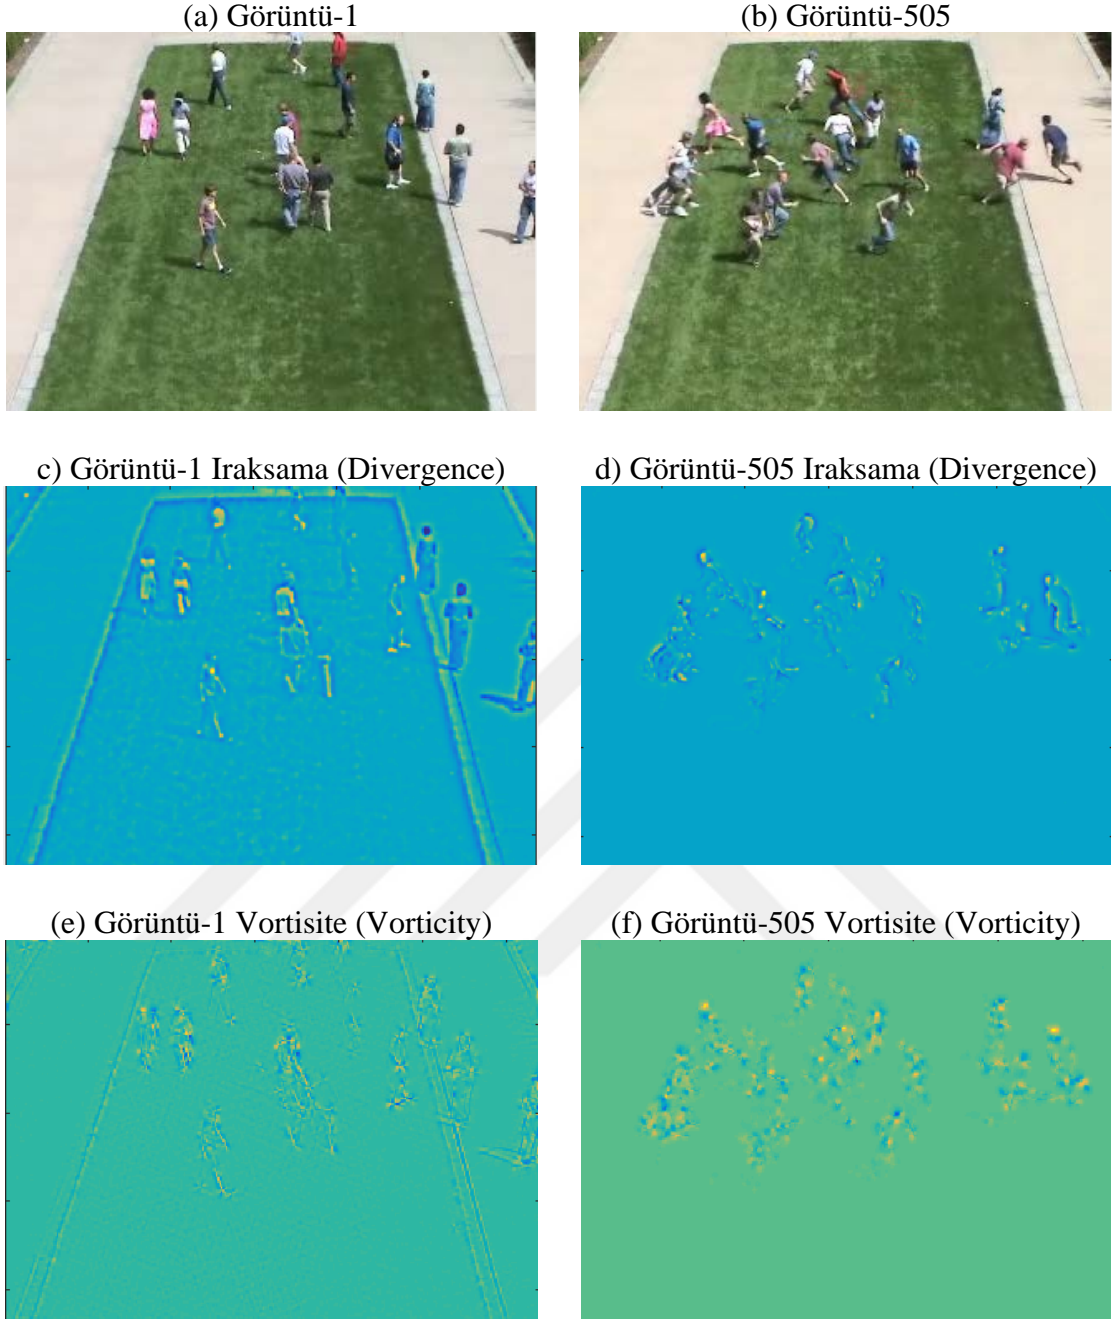 (a) Görüntü-1
(b) Görüntü-505
c) Görüntü-1 Iraksama (Divergence)
d) Görüntü-505 Iraksama (Divergence)
(e) Görüntü-1 Vortisite (Vorticity)
(f) Görüntü-505 Vortisite (Vorticity)